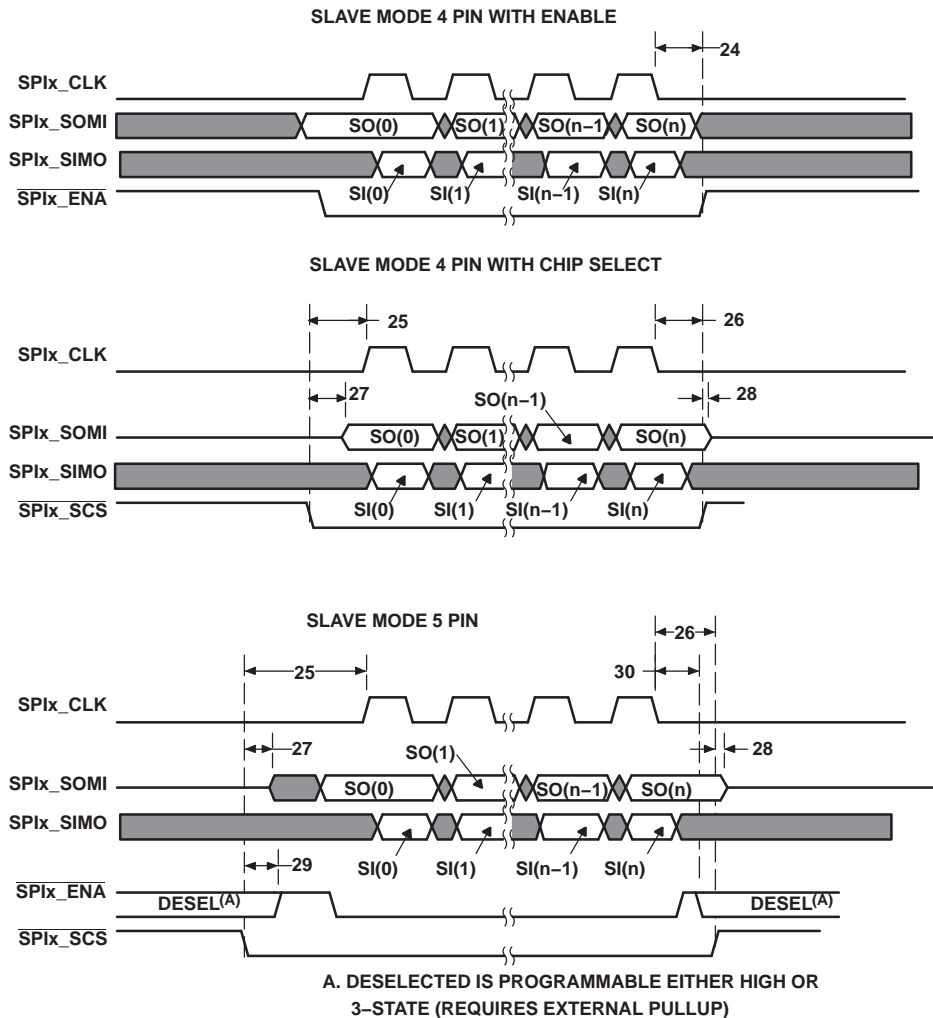 SLAVE MODE 4 PIN WITH ENABLE
24
SPIx_CLK
SPIx_SOMI
SO(0) SO(1) SO(n−1 SO(n)
SPIx_SIMO
SI(0) SI(1) SI(n−1) SI(n)
SPIx_ENA
SLAVE MODE 4 PIN WITH CHIP SELECT
25 26
SPIx_CLK
27 28
SO(n−1)
SPIx_SOMI
SO(0) SO(1) SO(n)
SPIx_SIMO
SI(0) SI(1) SI(n−1) SI(n)
SPIx_SCS
SLAVE MODE 5 PIN
26
25 30
SPIx_CLK
27 28
SO(1)
SPIx_SOMI
SO(0) SO(n−1) SO(n)
SPIx_SIMO
SI(0) SI(1) SI(n−1) SI(n)
29
SPIx_ENA
DESEL(A) DESEL(A)
SPIx_SCS
A. DESELECTED IS PROGRAMMABLE EITHER HIGH OR
3−STATE (REQUIRES EXTERNAL PULLUP)